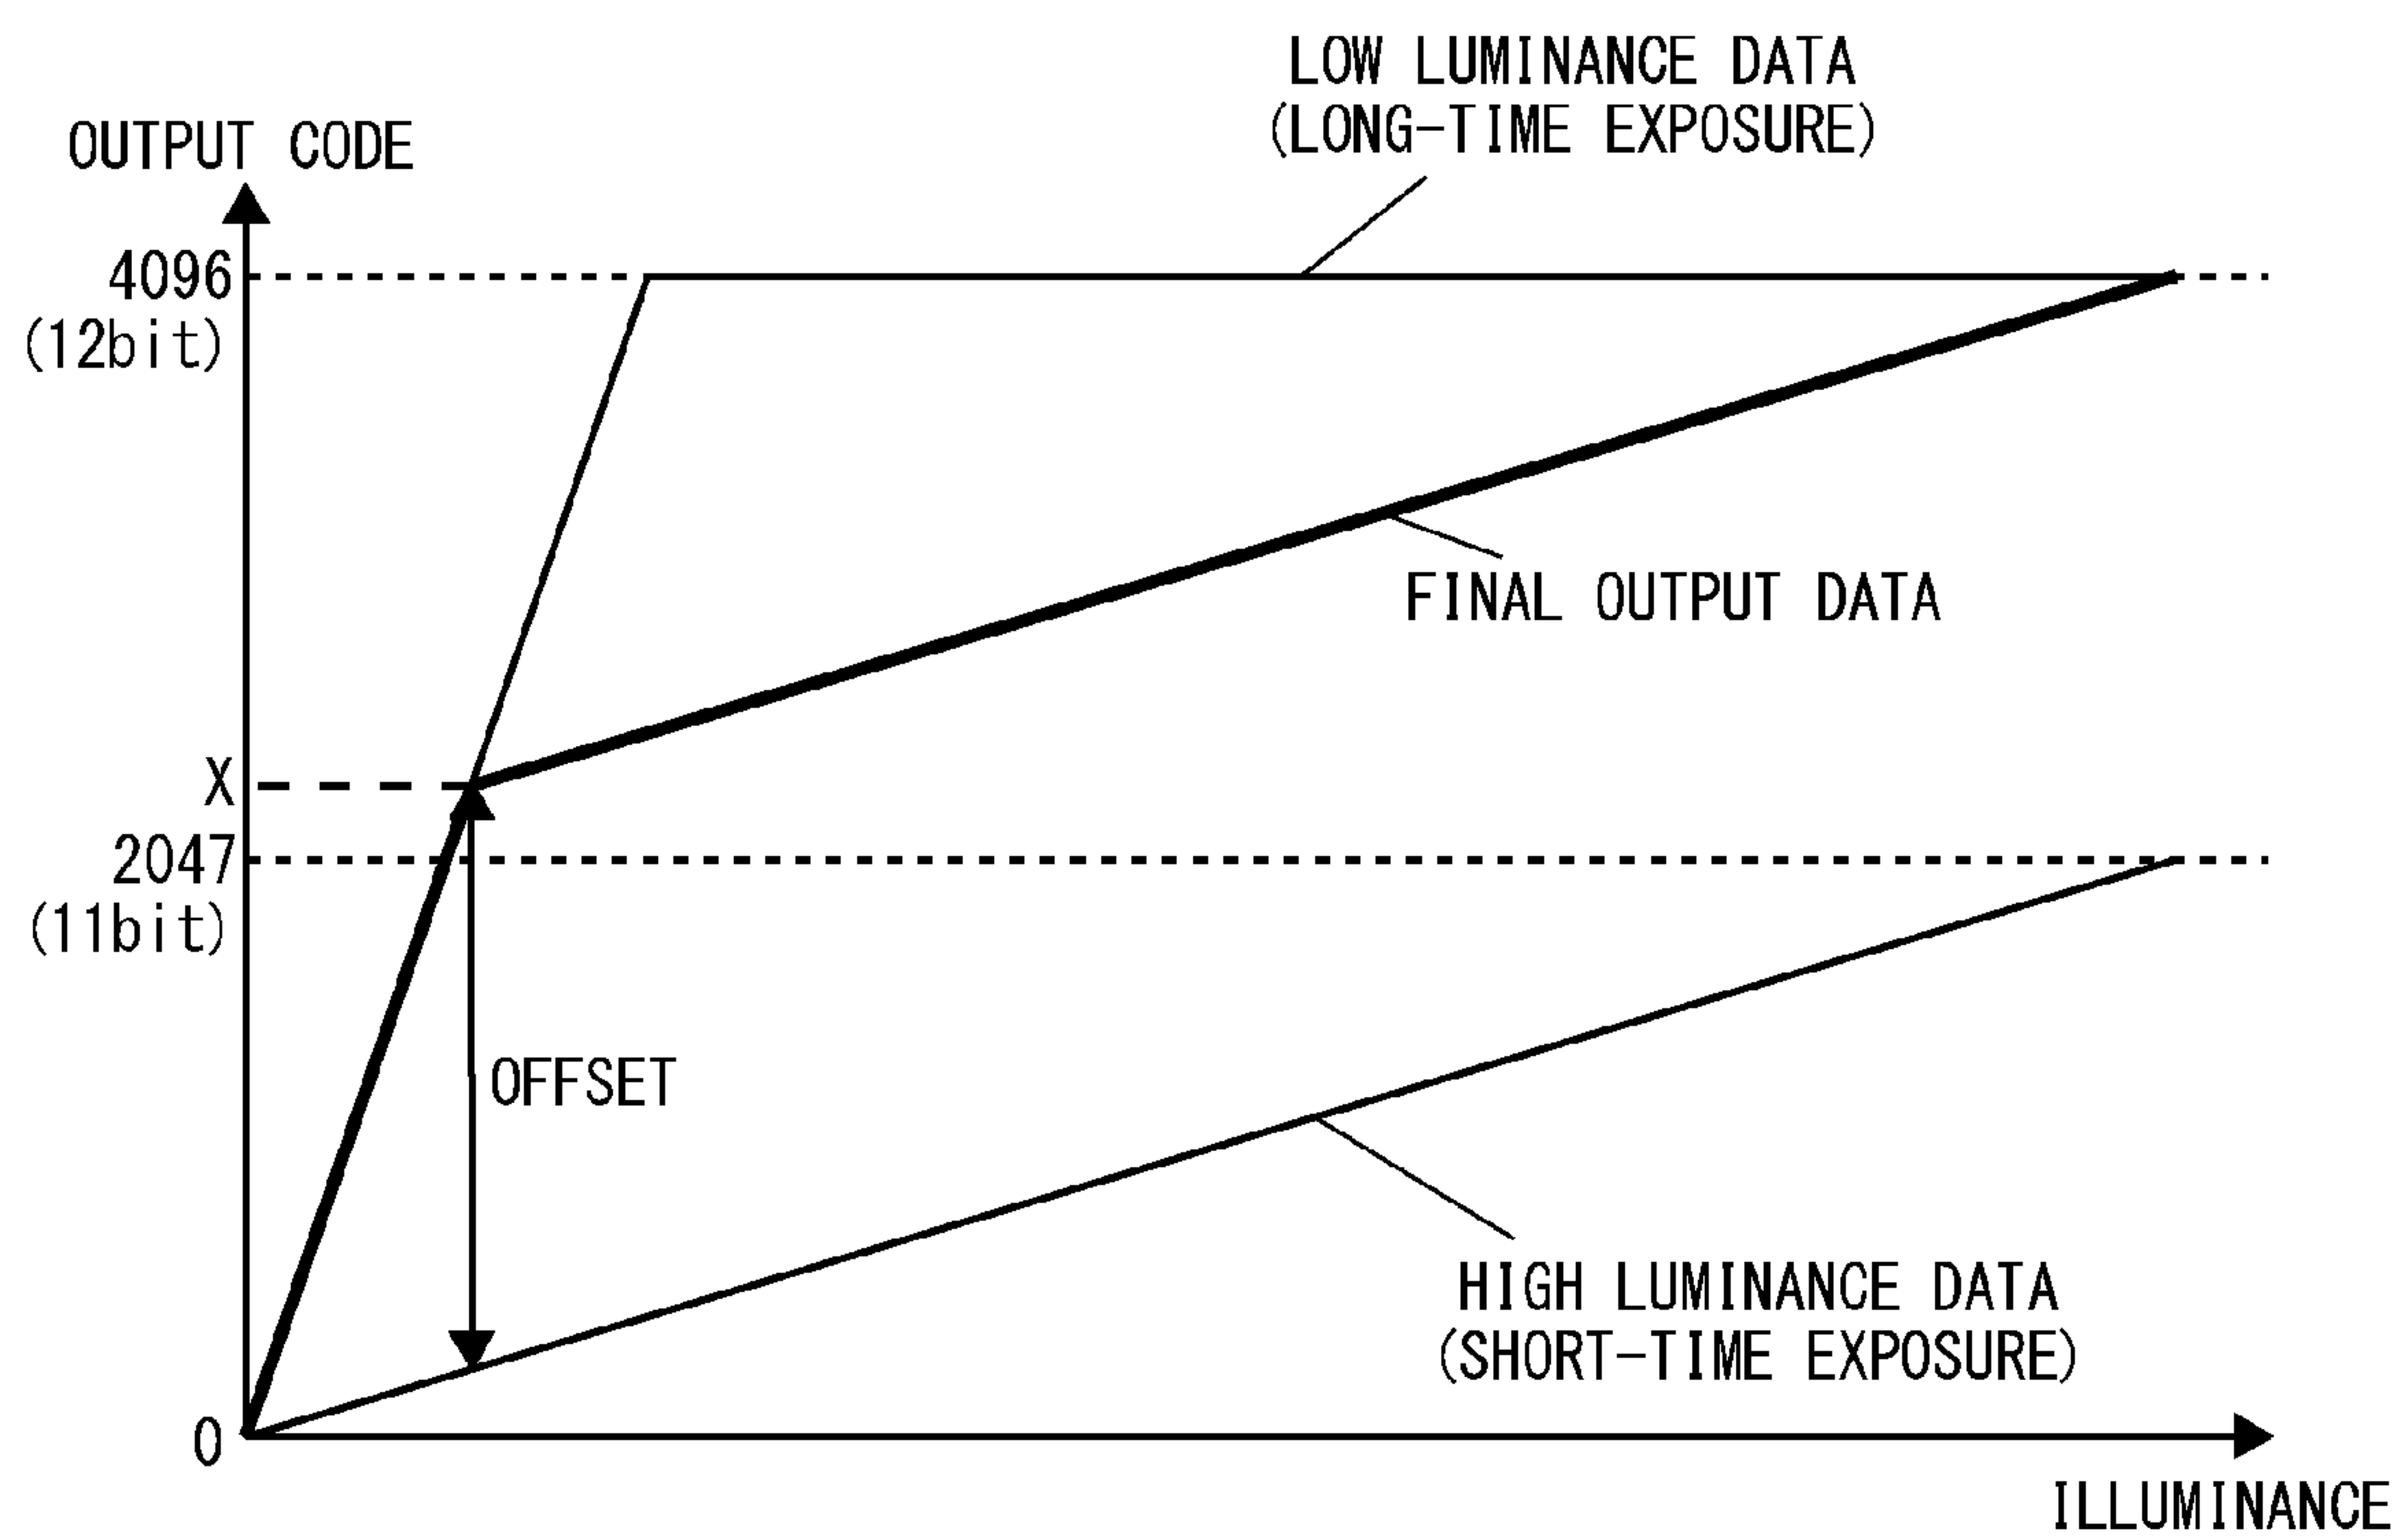 LOW LUMINANCE DATA
(LONG-TIME EXPOSURE)
OUTPUT CODE
4096
(12bit)
FINAL OUTPUT DATA
X
2047
(11bit)
OFFSET
HIGH LUMINANCE DATA
(SHORT-TIME EXPOSURE)
0
ILLUMINANCE